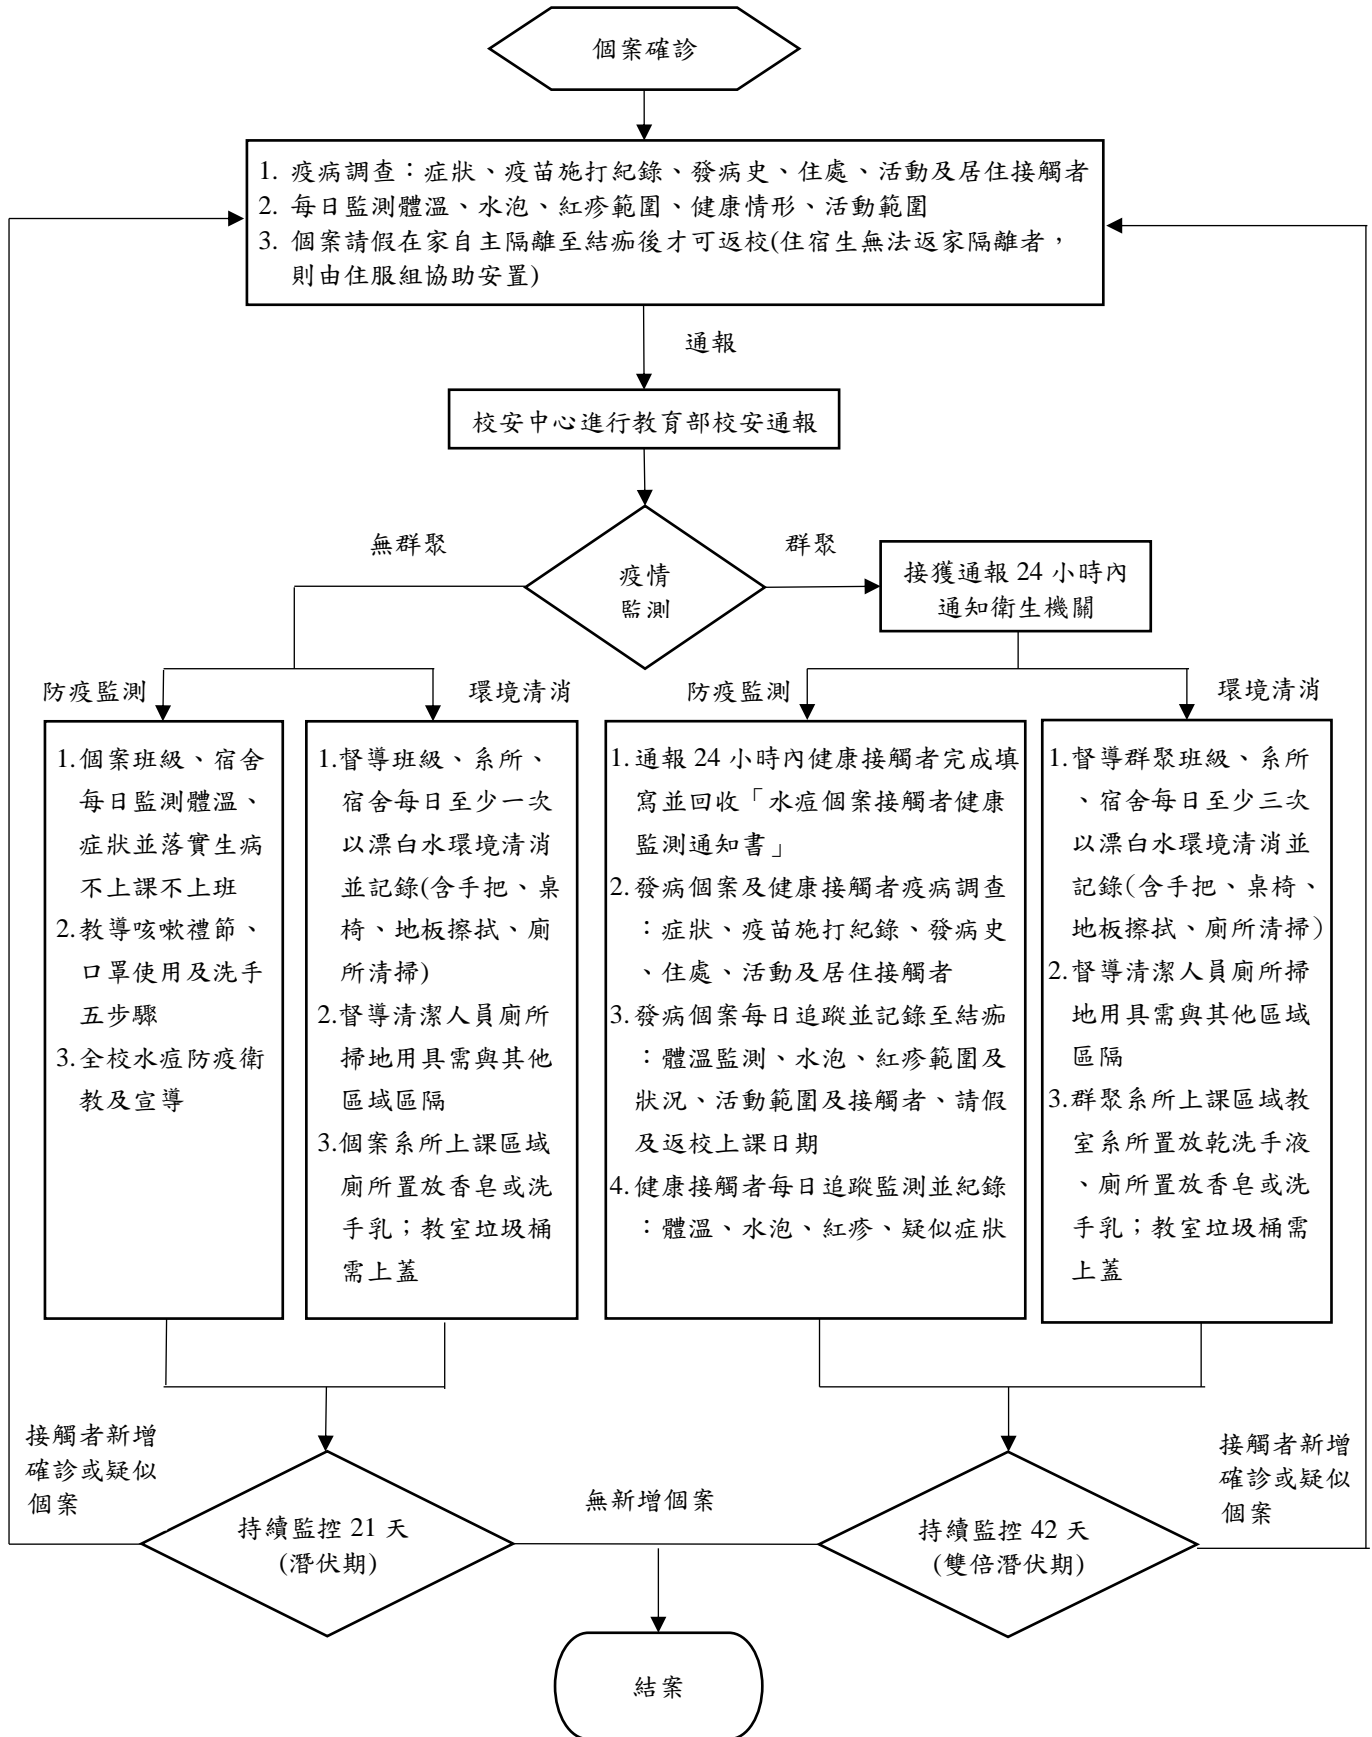 個案確診
1. 疫病調查：症狀、疫苗施打紀錄、發病史、住處、活動及居住接觸者
2. 每日監測體溫、水泡、紅疹範圍、健康情形、活動範圍
3. 個案請假在家自主隔離至結痂後才可返校(住宿生無法返家隔離者，
則由住服組協助安置)
通報
校安中心進行教育部校安通報
無群聚
群聚
疫情
監測
接獲通報 24 小時內
通知衛生機關
防疫監測
環境清消
防疫監測
環境清消
1.個案班級、宿舍
每日監測體溫、
症狀並落實生病
不上課不上班
2.教導咳嗽禮節、
口罩使用及洗手
五步驟
3.全校水痘防疫衛
教及宣導
1.督導班級、系所、
宿舍每日至少一次
以漂白水環境清消
並記錄(含手把、桌
椅、地板擦拭、廁
所清掃)
2.督導清潔人員廁所
掃地用具需與其他
區域區隔
3.個案系所上課區域
廁所置放香皂或洗
手乳；教室垃圾桶
需上蓋
1.通報 24 小時內健康接觸者完成填
寫並回收「水痘個案接觸者健康
監測通知書」
2.發病個案及健康接觸者疫病調查
：症狀、疫苗施打紀錄、發病史
、住處、活動及居住接觸者
3.發病個案每日追蹤並記錄至結痂
：體溫監測、水泡、紅疹範圍及
狀況、活動範圍及接觸者、請假
及返校上課日期
4.健康接觸者每日追蹤監測並紀錄
：體溫、水泡、紅疹、疑似症狀
1.督導群聚班級、系所
、宿舍每日至少三次
以漂白水環境清消並
記錄(含手把、桌椅、
地板擦拭、廁所清掃)
2.督導清潔人員廁所掃
地用具需與其他區域
區隔
3.群聚系所上課區域教
室系所置放乾洗手液
、廁所置放香皂或洗
手乳；教室垃圾桶需
上蓋
接觸者新增
確診或疑似
個案
持續監控 21 天
(潛伏期)
無新增個案
持續監控 42 天
(雙倍潛伏期)
接觸者新增
確診或疑似
個案
結案